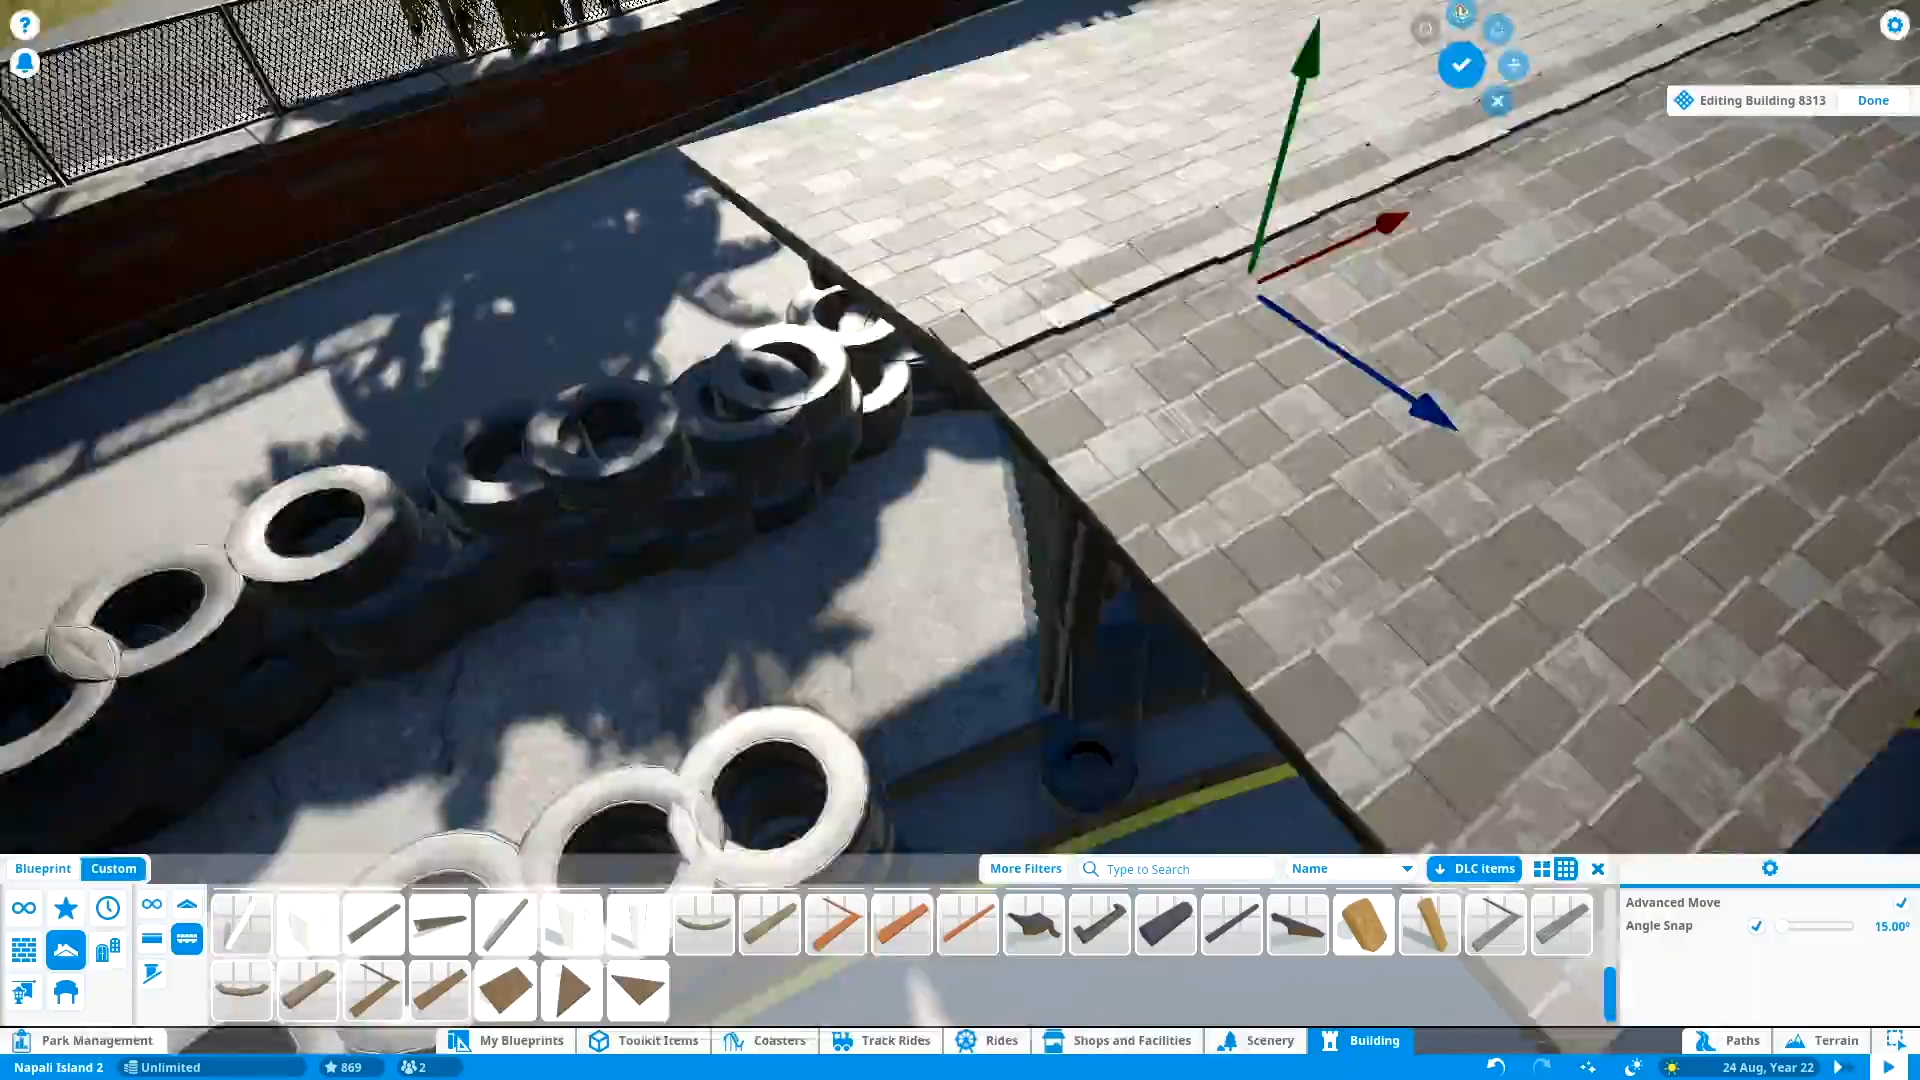 ?
Editing Building 8313
Done
Blueprint
Custom
More Filters
Type to Search
Name
DLC items
Advanced Move
Angle Snap
15.00°
Park Management
My Blueprints
Toolkit Items
Coasters
Track Rides
Rides
Shops and Facilities
Scenery
Building
Paths
Terrain
Napali Island 2
Unlimited
869
2
24 Aug, Year 22